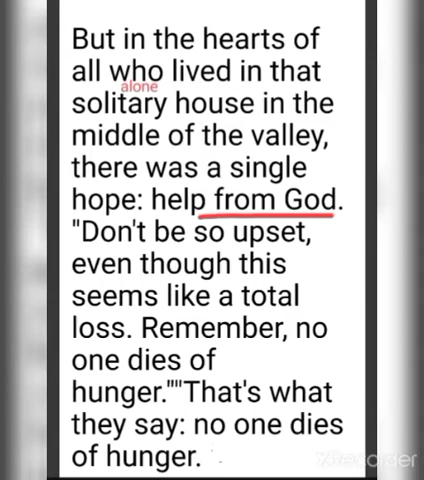 But in the hearts of
all who lived in that
alone
solitary house in the
middle of the valley,
there was a single
hope: help from God.
"Don't be so upset,
even though this
seems like a total
loss. Remember, no
one dies of
hunger.""That's what
they say: no one dies
of hunger.
XRecorder